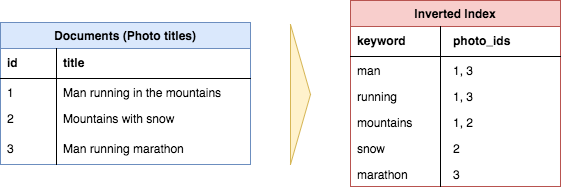 Documents (Photo titles)
id title
1 Man running in the mountains
2 Mountains with snow
3 Man running marathon
Inverted Index
keyword photo_ids
man 1, 3
running 1, 3
mountains 1, 2
snow 2
marathon 3